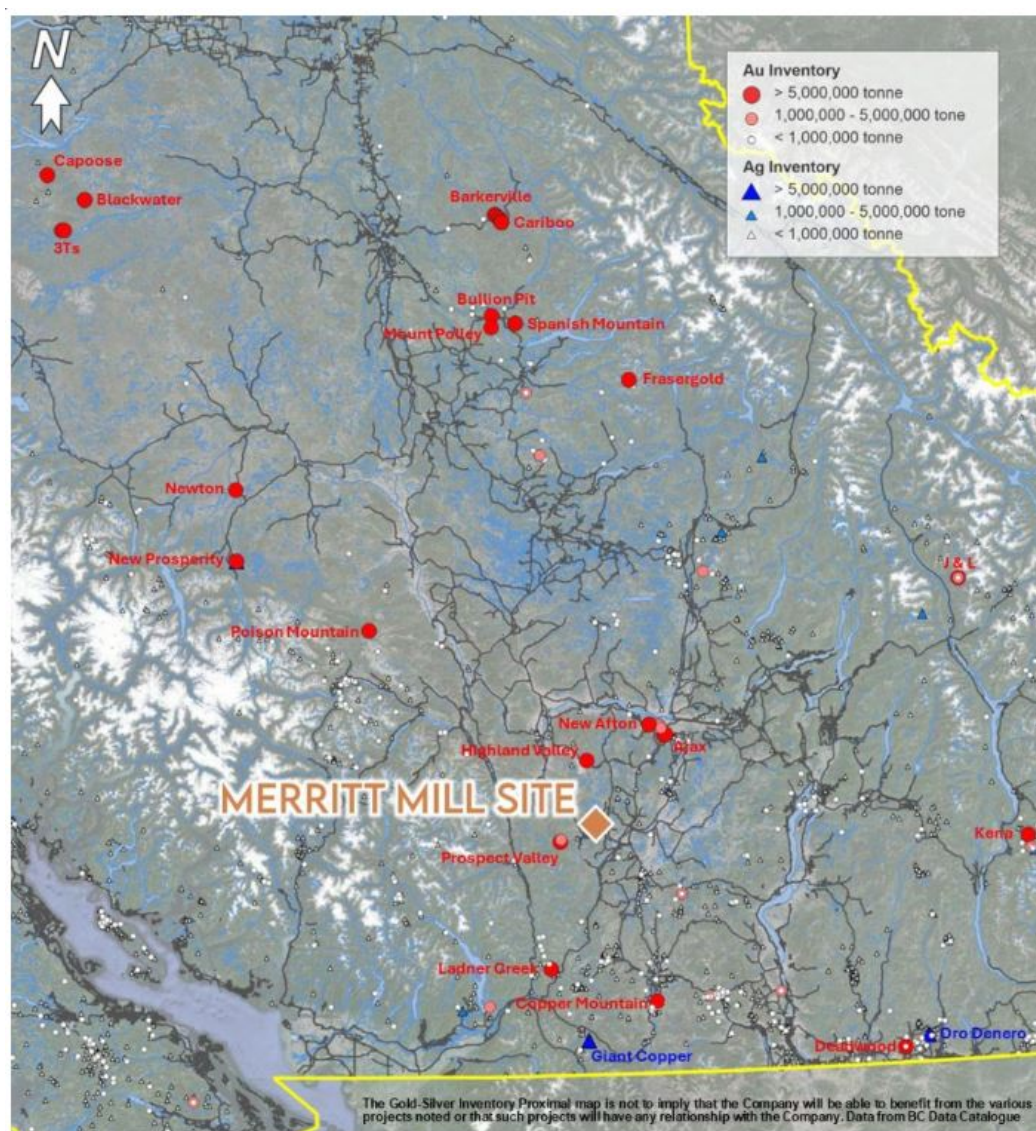 N
Au Inventory
> 5,000,000 tonne
1,000,000 - 5,000,000 tone
< 1,000,000 tonne
Ag Inventory
> 5,000,000 tonne
1,000,000 - 5,000,000 tone
< 1,000,000 tonne
Capoose
Blackwater
3Ts
Barkerville
Cariboo
Bullion Pit
Spanish Mountain
Mount Polley
Frasergold
Newton
New Prosperity
J & L
Poison Mountain
New Afton
Ajax
Highland Valley
MERRITT MILL SITE
Kena
Prospect Valley
Ladner Creek
Copper Mountain
Oro Denero
Deadwood
Giant Copper
The Gold-Silver Inventory Proximal map is not to imply that the Company will be able to benefit from the various
projects noted or that such projects will have any relationship with the Company. Data from BC Data Catalogue